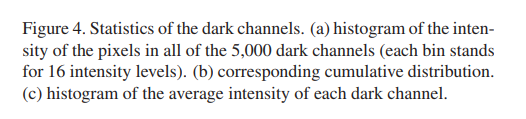 Figure 4. Statistics of the dark channels. (a) histogram of the inten-
sity of the pixels in all of the 5,000 dark channels (each bin stands
for 16 intensity levels). (b) corresponding cumulative distribution.
(c) histogram of the average intensity of each dark channel.